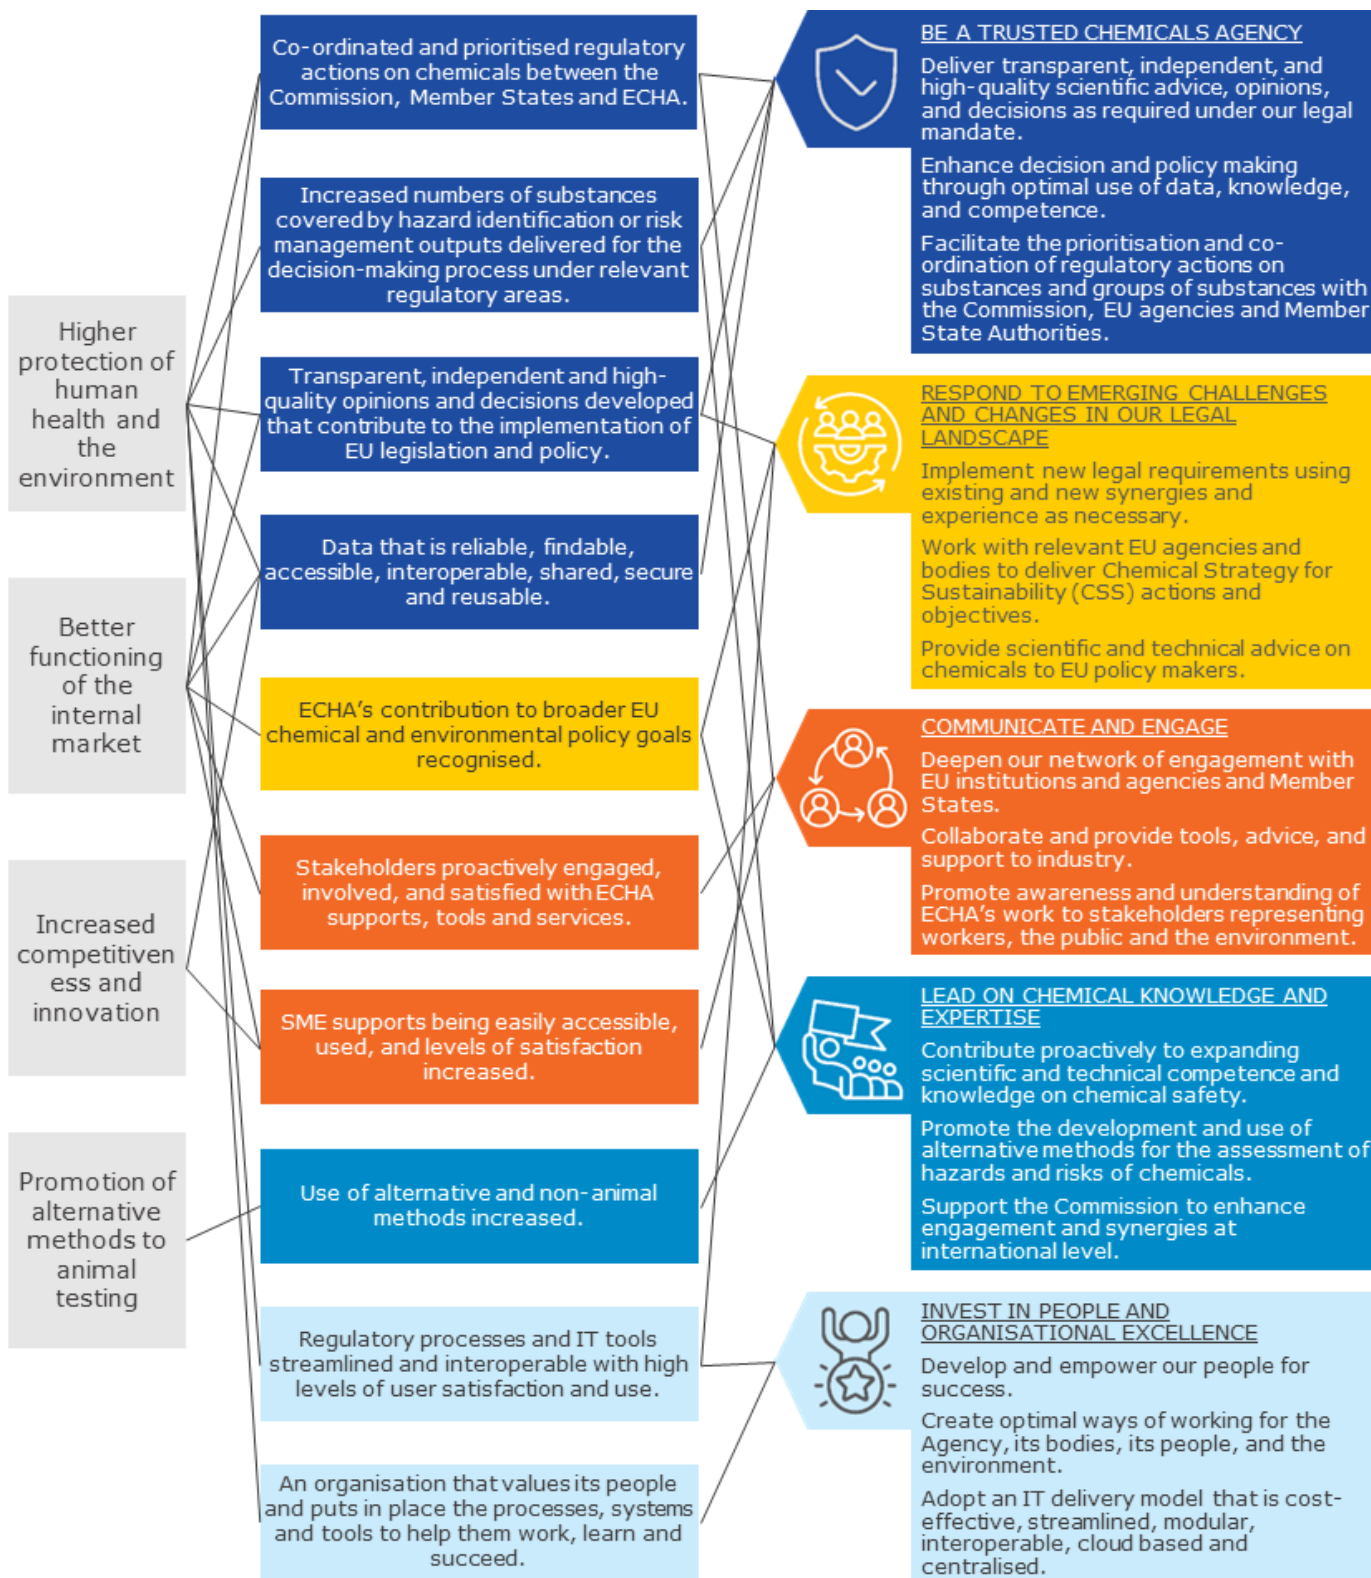 Higher
protection of
human
health and
the
environment
Better
functioning
of the
internal
market
Increased
competitiven
ess and
innovation
Promotion of
alternative
methods to
animal
testing
Co-ordinated and prioritised regulatory
actions on chemicals between the
Commission, Member States and ECHA.
Increased numbers of substances
covered by hazard identification or risk
management outputs delivered for the
decision-making process under relevant
regulatory areas.
Transparent, independent and high-
quality opinions and decisions developed
that contribute to the implementation of
EU legislation and policy.
Data that is reliable, findable,
accessible, interoperable, shared, secure
and reusable.
ECHA's contribution to broader EU
chemical and environmental policy goals
recognised.
Stakeholders proactively engaged,
involved, and satisfied with ECHA
supports, tools and services.
SME supports being easily accessible,
used, and levels of satisfaction
increased.
Use of alternative and non-animal
methods increased.
Regulatory processes and IT tools
streamlined and interoperable with high
levels of user satisfaction and use.
An organisation that values its people
and puts in place the processes, systems
and tools to help them work, learn and
succeed.
BE A TRUSTED CHEMICALS AGENCY
Deliver transparent, independent, and
high-quality scientific advice, opinions,
and decisions as required under our legal
mandate.
Enhance decision and policy making
through optimal use of data, knowledge,
and competence.
Facilitate the prioritisation and co-
ordination of regulatory actions on
substances and groups of substances with
the Commission, EU agencies and Member
State Authorities.
RESPOND TO EMERGING CHALLENGES
AND CHANGES IN OUR LEGAL
LANDSCAPE
Implement new legal requirements using
existing and new synergies and
experience as necessary.
Work with relevant EU agencies and
bodies to deliver Chemical Strategy for
Sustainability (CSS) actions and
objectives.
Provide scientific and technical advice on
chemicals to EU policy makers.
COMMUNICATE AND ENGAGE
Deepen our network of engagement with
EU institutions and agencies and Member
States.
Collaborate and provide tools, advice, and
support to industry.
Promote awareness and understanding of
ECHA's work to stakeholders representing
workers, the public and the environment.
LEAD ON CHEMICAL KNOWLEDGE AND
EXPERTISE
Contribute proactively to expanding
scientific and technical competence and
knowledge on chemical safety.
Promote the development and use of
alternative methods for the assessment of
hazards and risks of chemicals.
Support the Commission to enhance
engagement and synergies at
international level.
INVEST IN PEOPLE AND
ORGANISATIONAL EXCELLENCE
Develop and empower our people for
success.
Create optimal ways of working for the
Agency, its bodies, its people, and the
environment.
Adopt an IT delivery model that is cost-
effective, streamlined, modular,
interoperable, cloud based and
centralised.